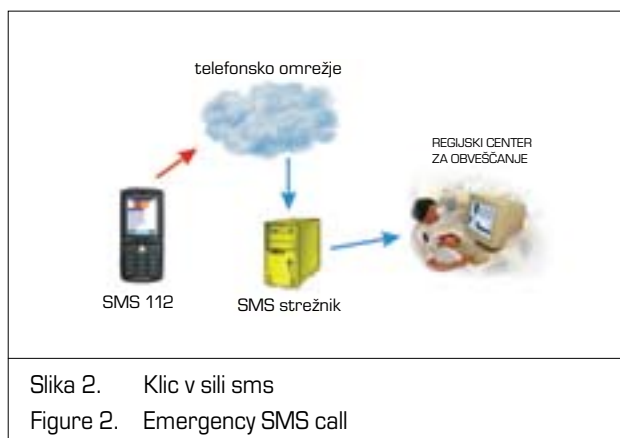 telefonsko omrežje
REGIJSKI CENTER
ZA OBVEŠČANJE
SMS 112
SMS strežnik
Slika 2. Klic v sili sms
Figure 2. Emergency SMS call